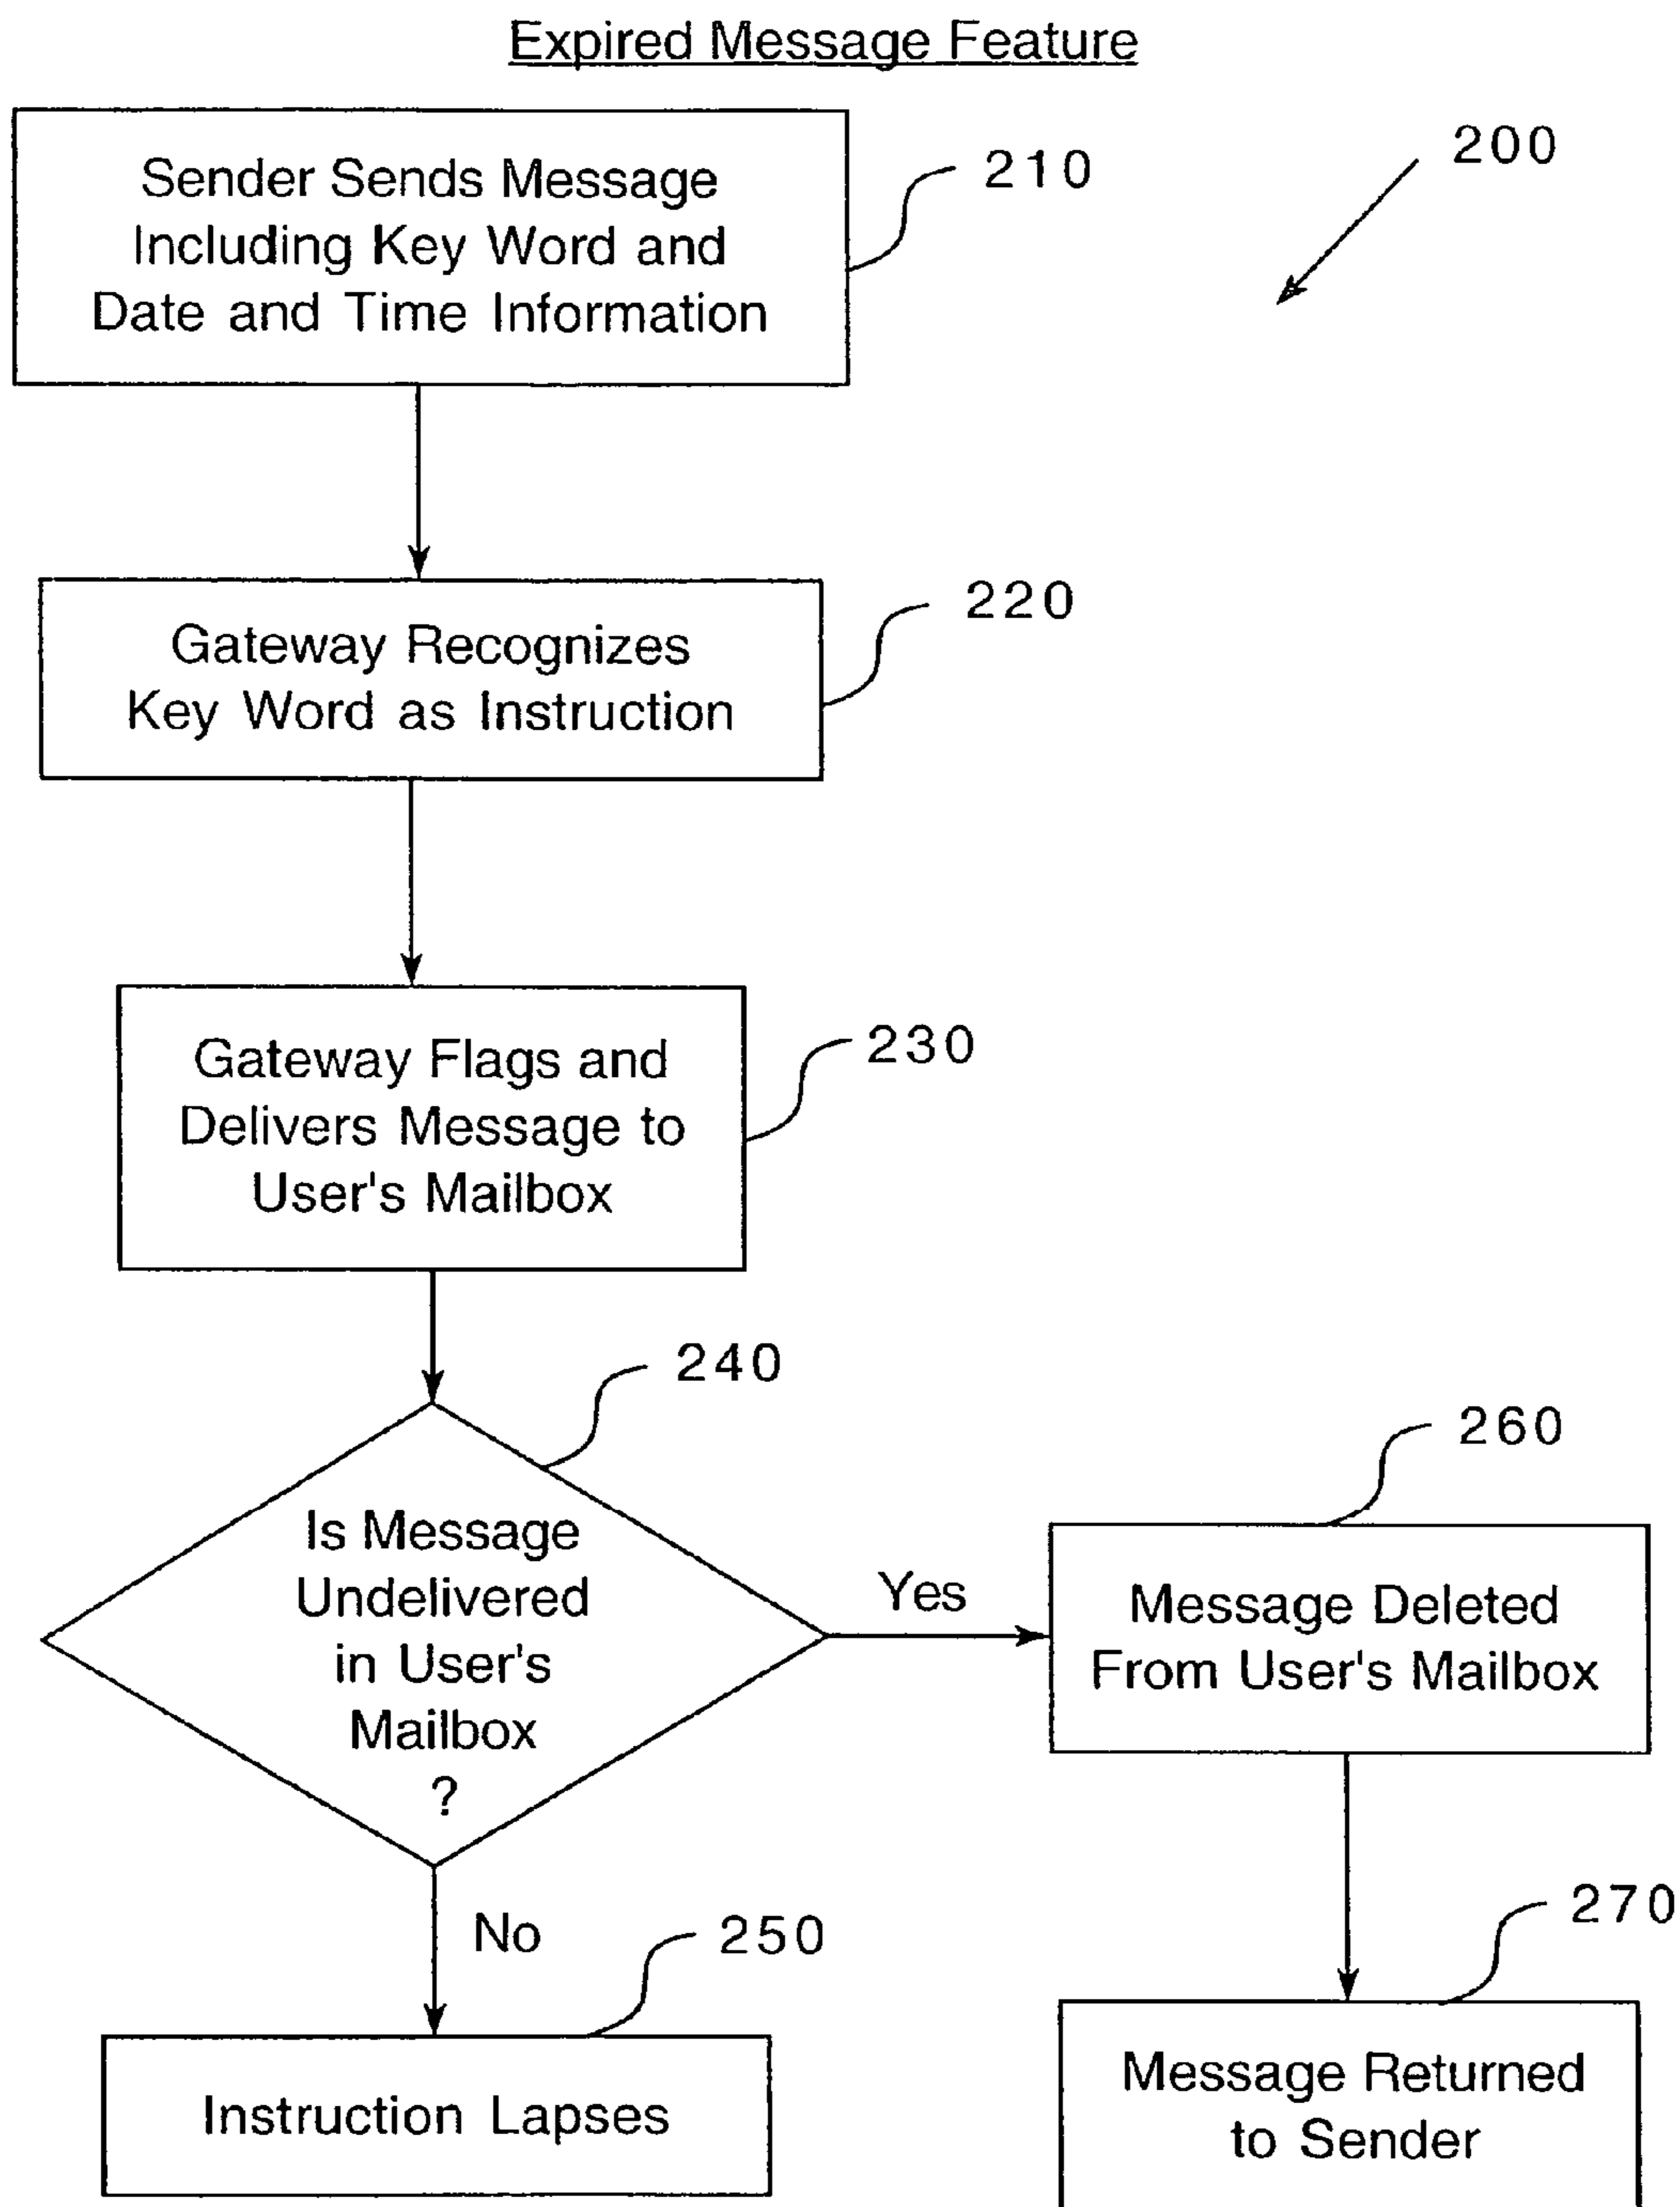 Expired Message Feature
200
Sender Sends Message
Including Key Word and
Date and Time Information
210
Gateway Recognizes
Key Word as Instruction
220
Gateway Flags and
Delivers Message to
User's Mailbox
230
240
Is Message
Undelivered
in User's
Mailbox
?
Yes
260
Message Deleted
From User's Mailbox
No
250
Instruction Lapses
270
Message Returned
to Sender